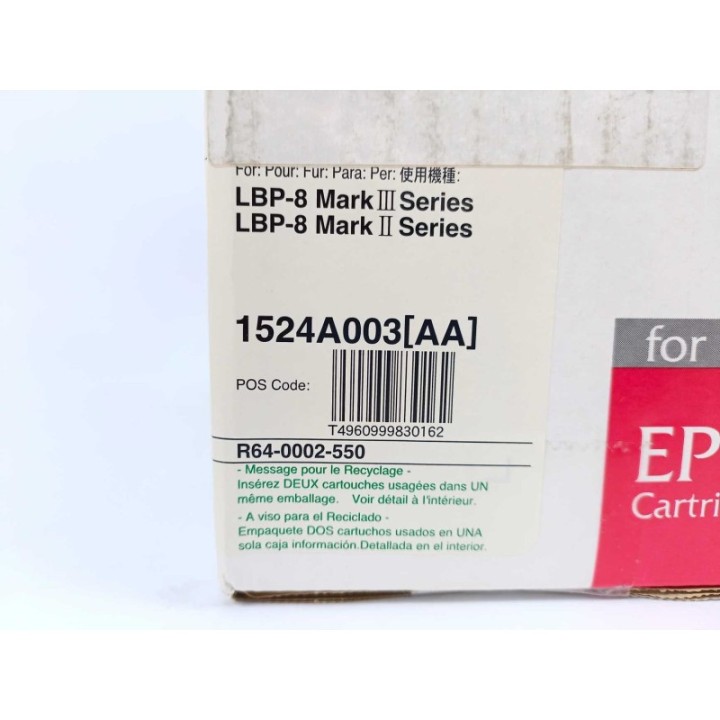 For: Pour: Für: Para: Per: 使用機種:
LBP-8 Mark III Series
LBP-8 Mark II Series
1524A003[AA]
POS Code:
T4960999830162
R64-0002-550
- Message pour le Recyclage -
Insérez DEUX cartouches usagées dans UN
même emballage. Voir détail à l'intérieur.
- A viso para el Reciclado -
Empaquete DOS cartuchos usados en UNA
sola caja información.Detallada en el interior.
for
EP
Cartri